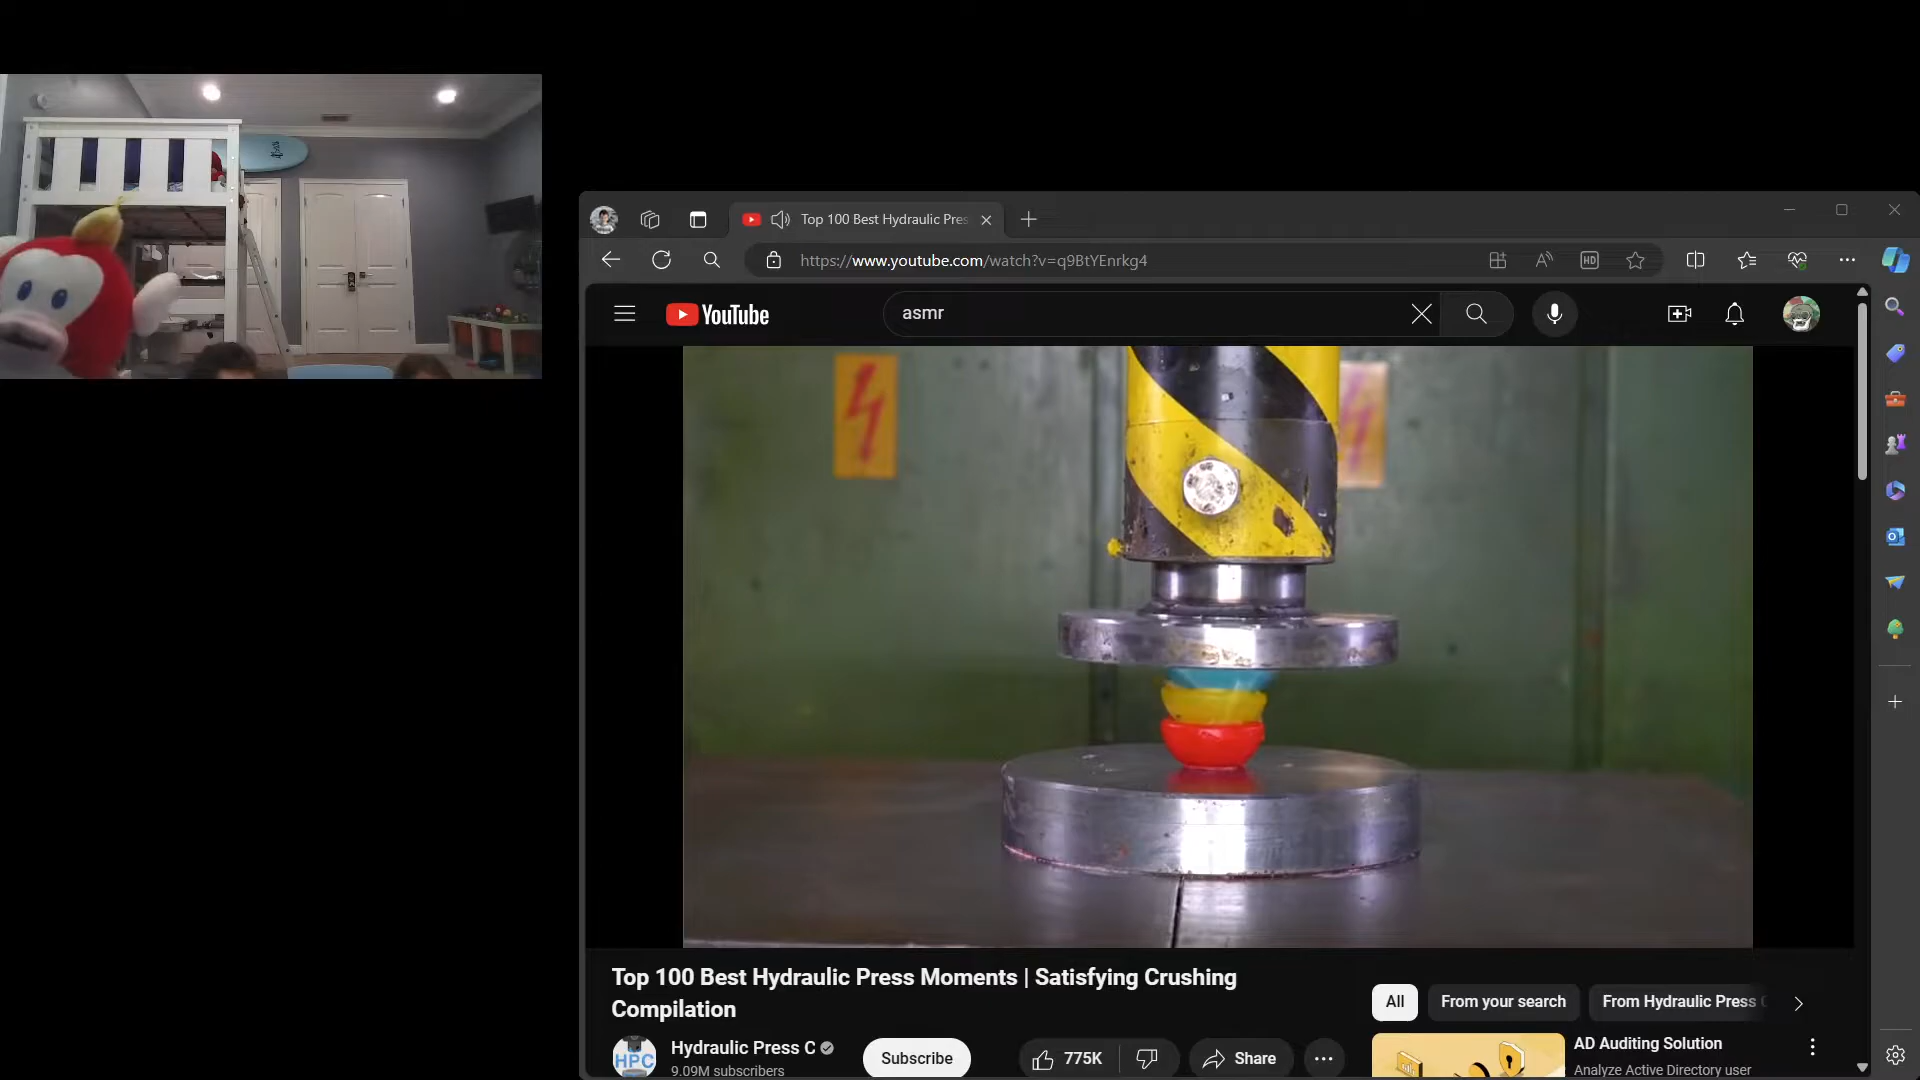 Top 100 Best Hydraulic Pres
https://www.youtube.com/watch?v=q9BtYEnrkg4
HD
YouTube
asmr
Top 100 Best Hydraulic Press Moments | Satisfying Crushing
Compilation
All
From your search
From Hydraulic Press
HPC
Hydraulic Press C
9.09M subscribers
Subscribe
775K
Share
AD Auditing Solution
Analyze Active Directory user